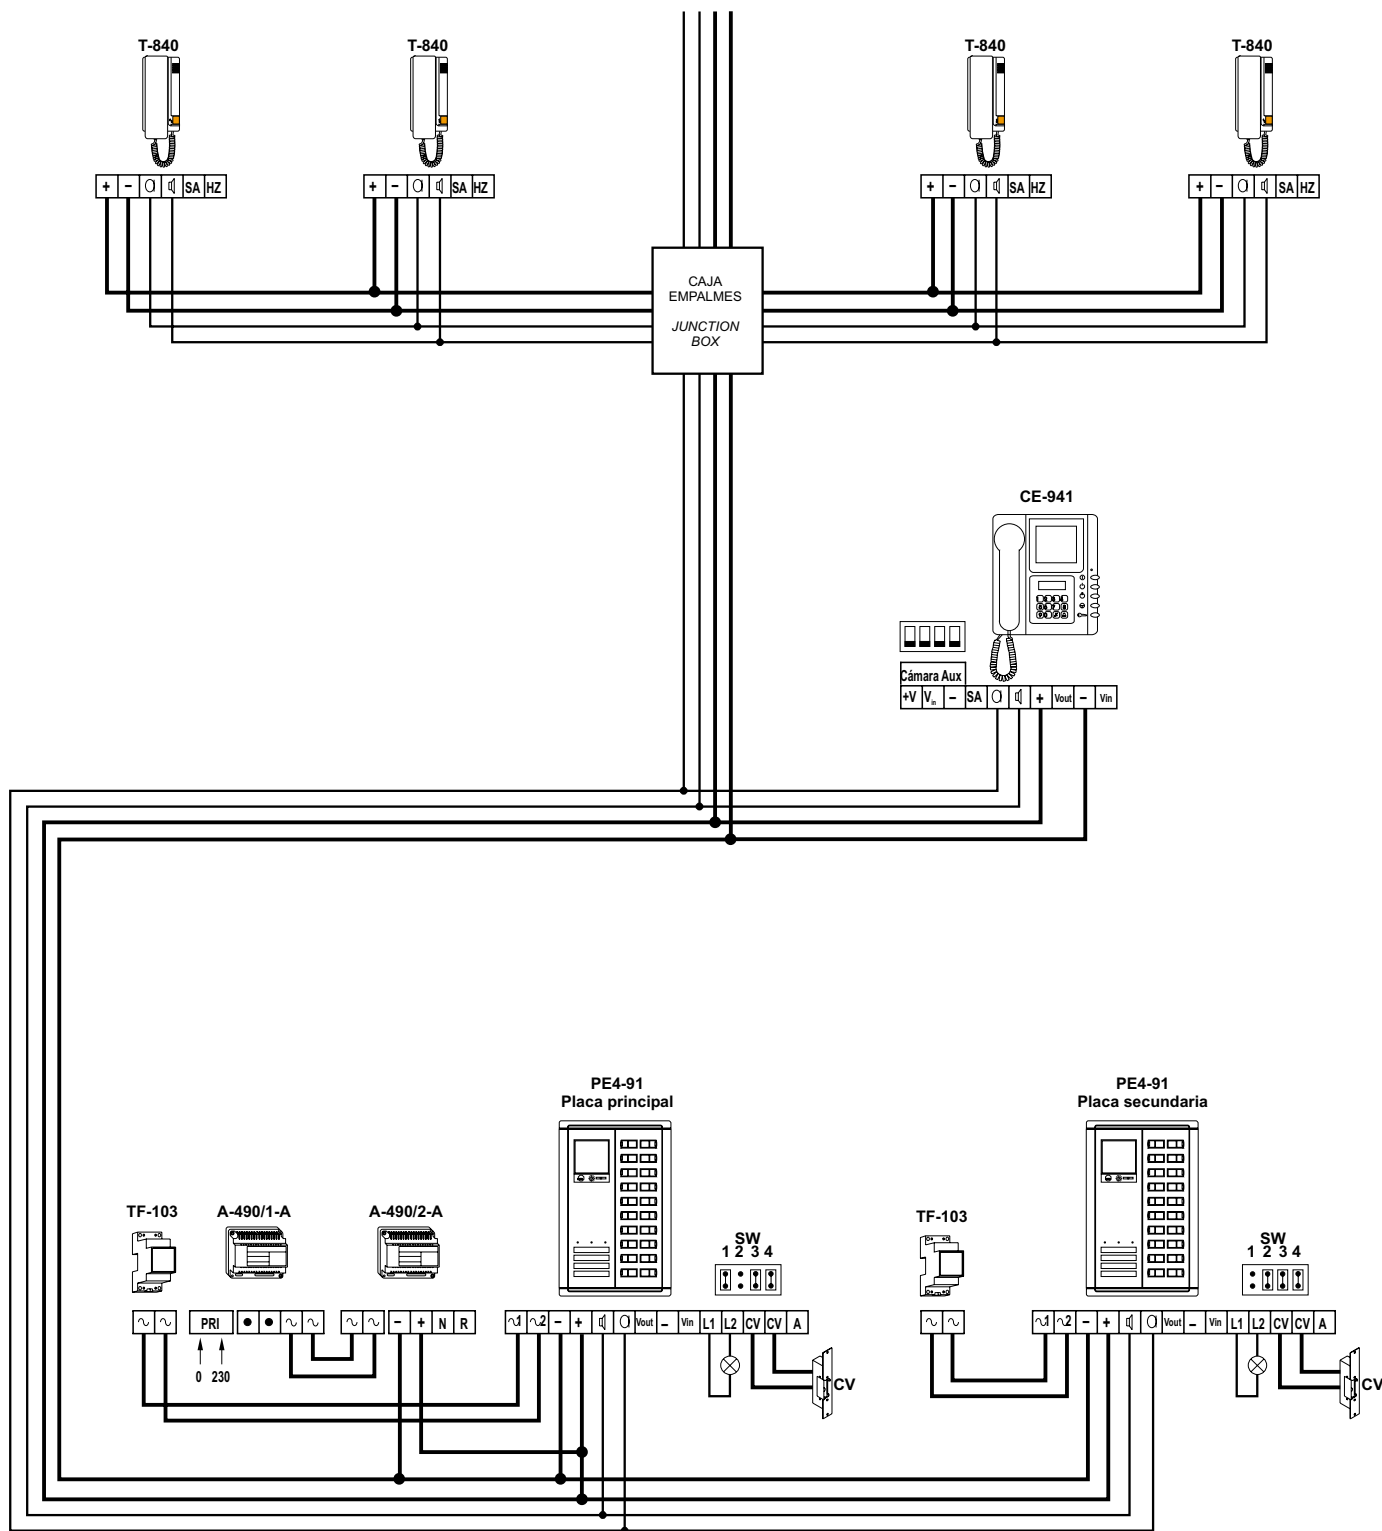 T-840
T-840
T-840
T-840
+ − SA HZ
+ − SA HZ
+ − SA HZ
+ − SA HZ
CAJA
EMPALMES
JUNCTION
BOX
CE-941
Cámara Aux
+V Vin − SA + Vout − Vin
PE4-91
Placa principal
PE4-91
Placa secundaria
TF-103
A-490/1-A
A-490/2-A
TF-103
SW
1 2 3 4
SW
1 2 3 4
PRI
0 230
− + N R
1 2 − + Vout − Vin L1 L2 CV CV A
CV
1 2 − + Vout − Vin L1 L2 CV CV A
CV